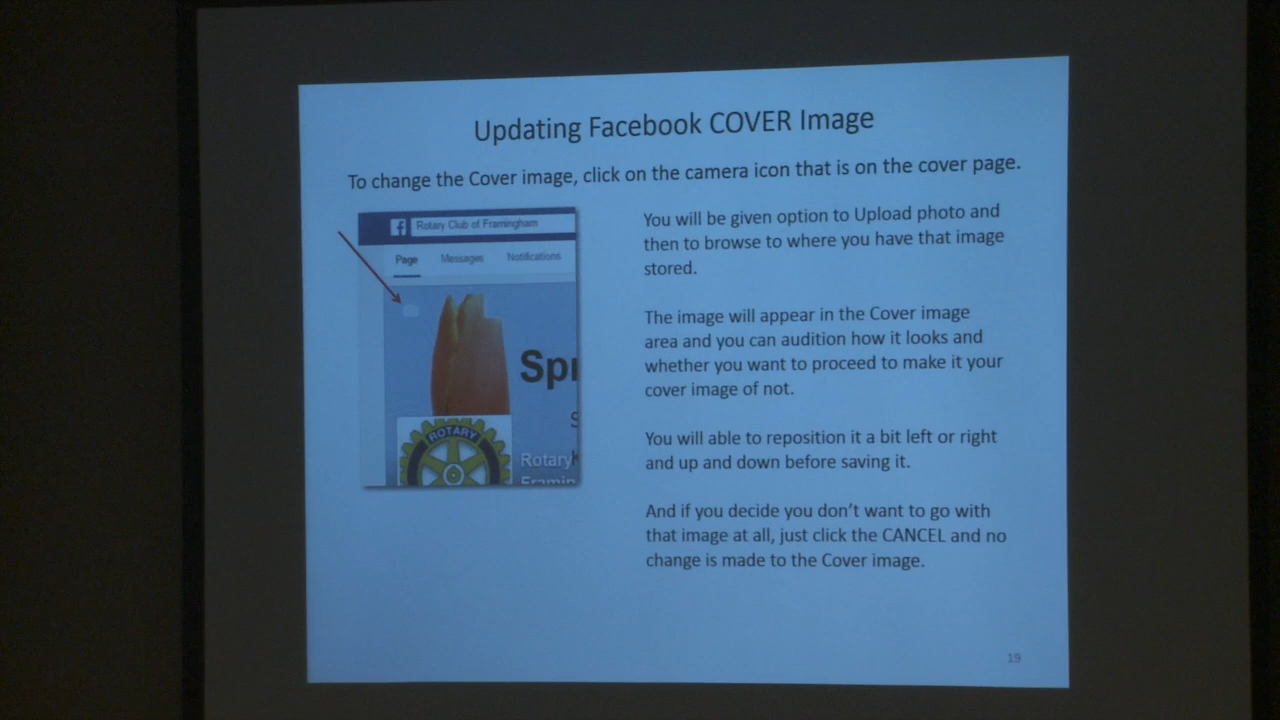 Updating Facebook COVER Image
To change the Cover image, click on the camera icon that is on the cover page.
f Rotary Club of Framingham
Page Messages Notifications
Spr
S
K
ROTARY
Rotary
Framin
You will be given option to Upload photo and
then to browse to where you have that image
stored.
The image will appear in the Cover image
area and you can audition how it looks and
whether you want to proceed to make it your
cover image of not.
You will able to reposition it a bit left or right
and up and down before saving it.
And if you decide you don't want to go with
that image at all, just click the CANCEL and no
change is made to the Cover image.
19